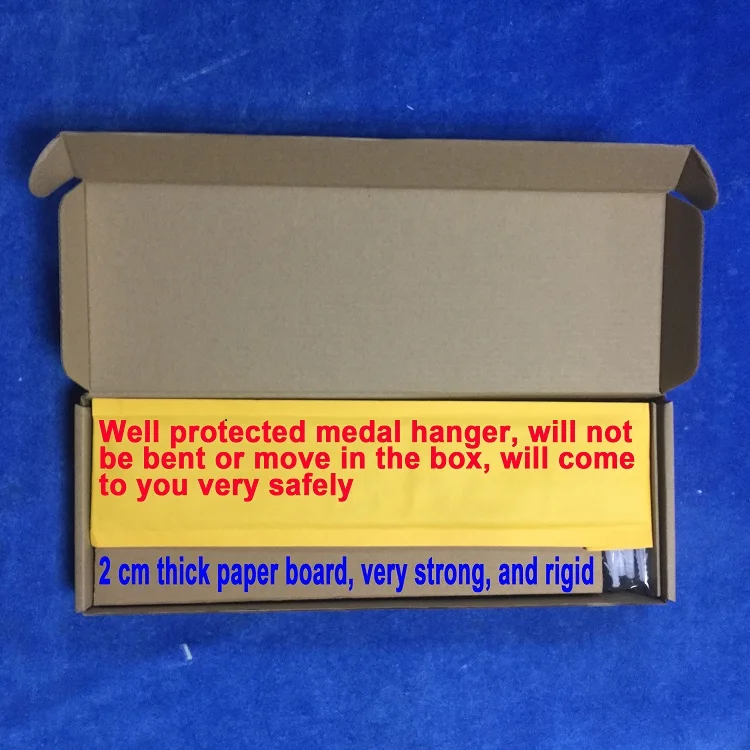 Well protected medal hanger, will not
be bent or move in the box, will come
to you very safely
2 cm thick paper board, very strong, and rigid